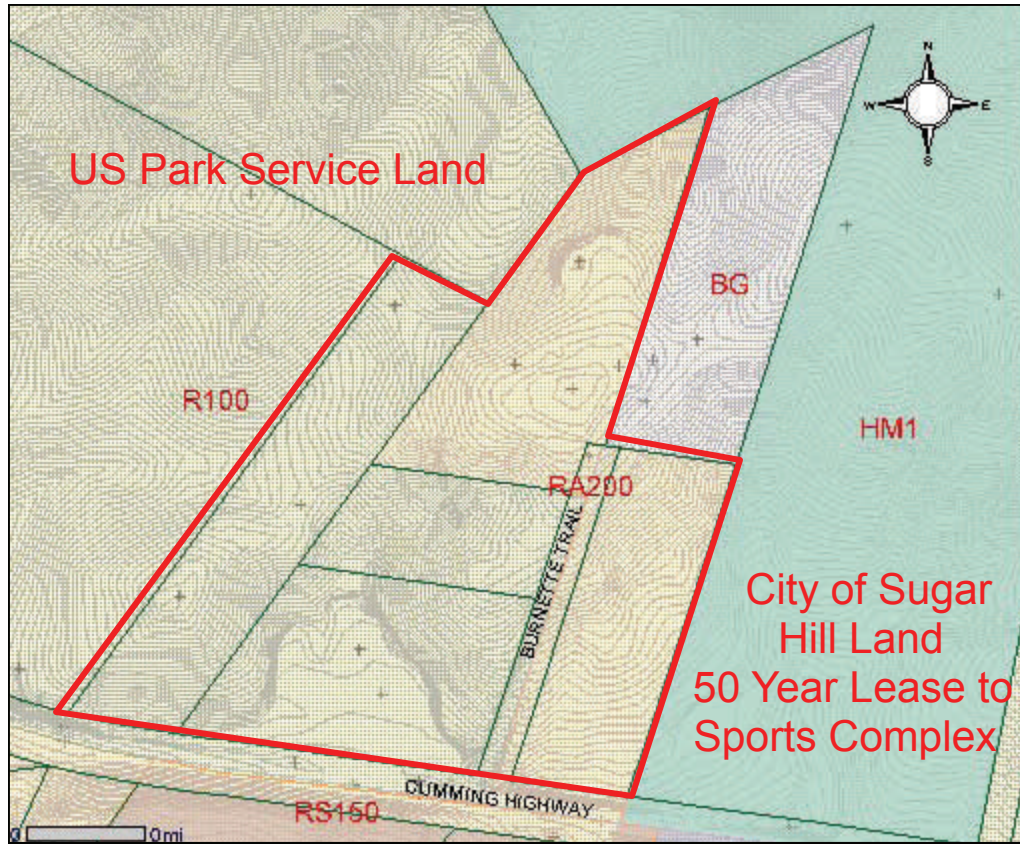 N
W
E
S
US Park Service Land
BG
R100
HM1
RA200
BURNETTE TRAIL
City of Sugar
Hill Land
50 Year Lease to
Sports Complex
CUMMING HIGHWAY
RS150
0
0mi